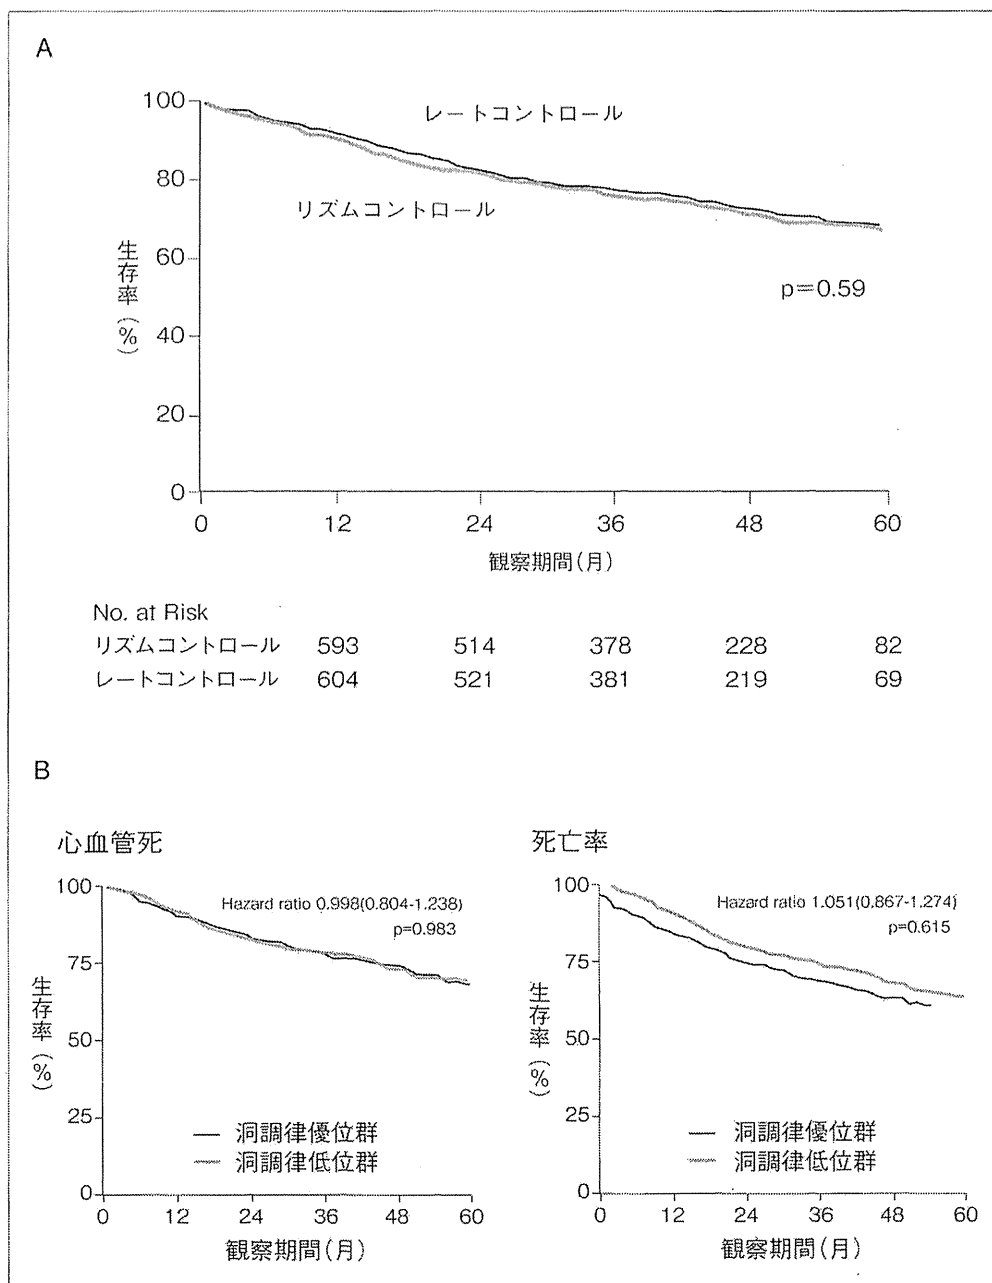 A
100
80
60
40
20
0
生存率(%)
レートコントロール
リズムコントロール
p=0.59
0 12 24 36 48 60
観察期間(月)
No. at Risk
リズムコントロール 593 514 378 228 82
レートコントロール 604 521 381 219 69
B
心血管死
100
75
50
25
0
生存率(%)
Hazard ratio 0.998(0.804-1.238)
p=0.983
洞調律優位群
洞調律低位群
0 12 24 36 48 60
観察期間(月)
死亡率
100
75
50
25
0
生存率(%)
Hazard ratio 1.051(0.867-1.274)
p=0.615
洞調律優位群
洞調律低位群
0 12 24 36 48 60
観察期間(月)